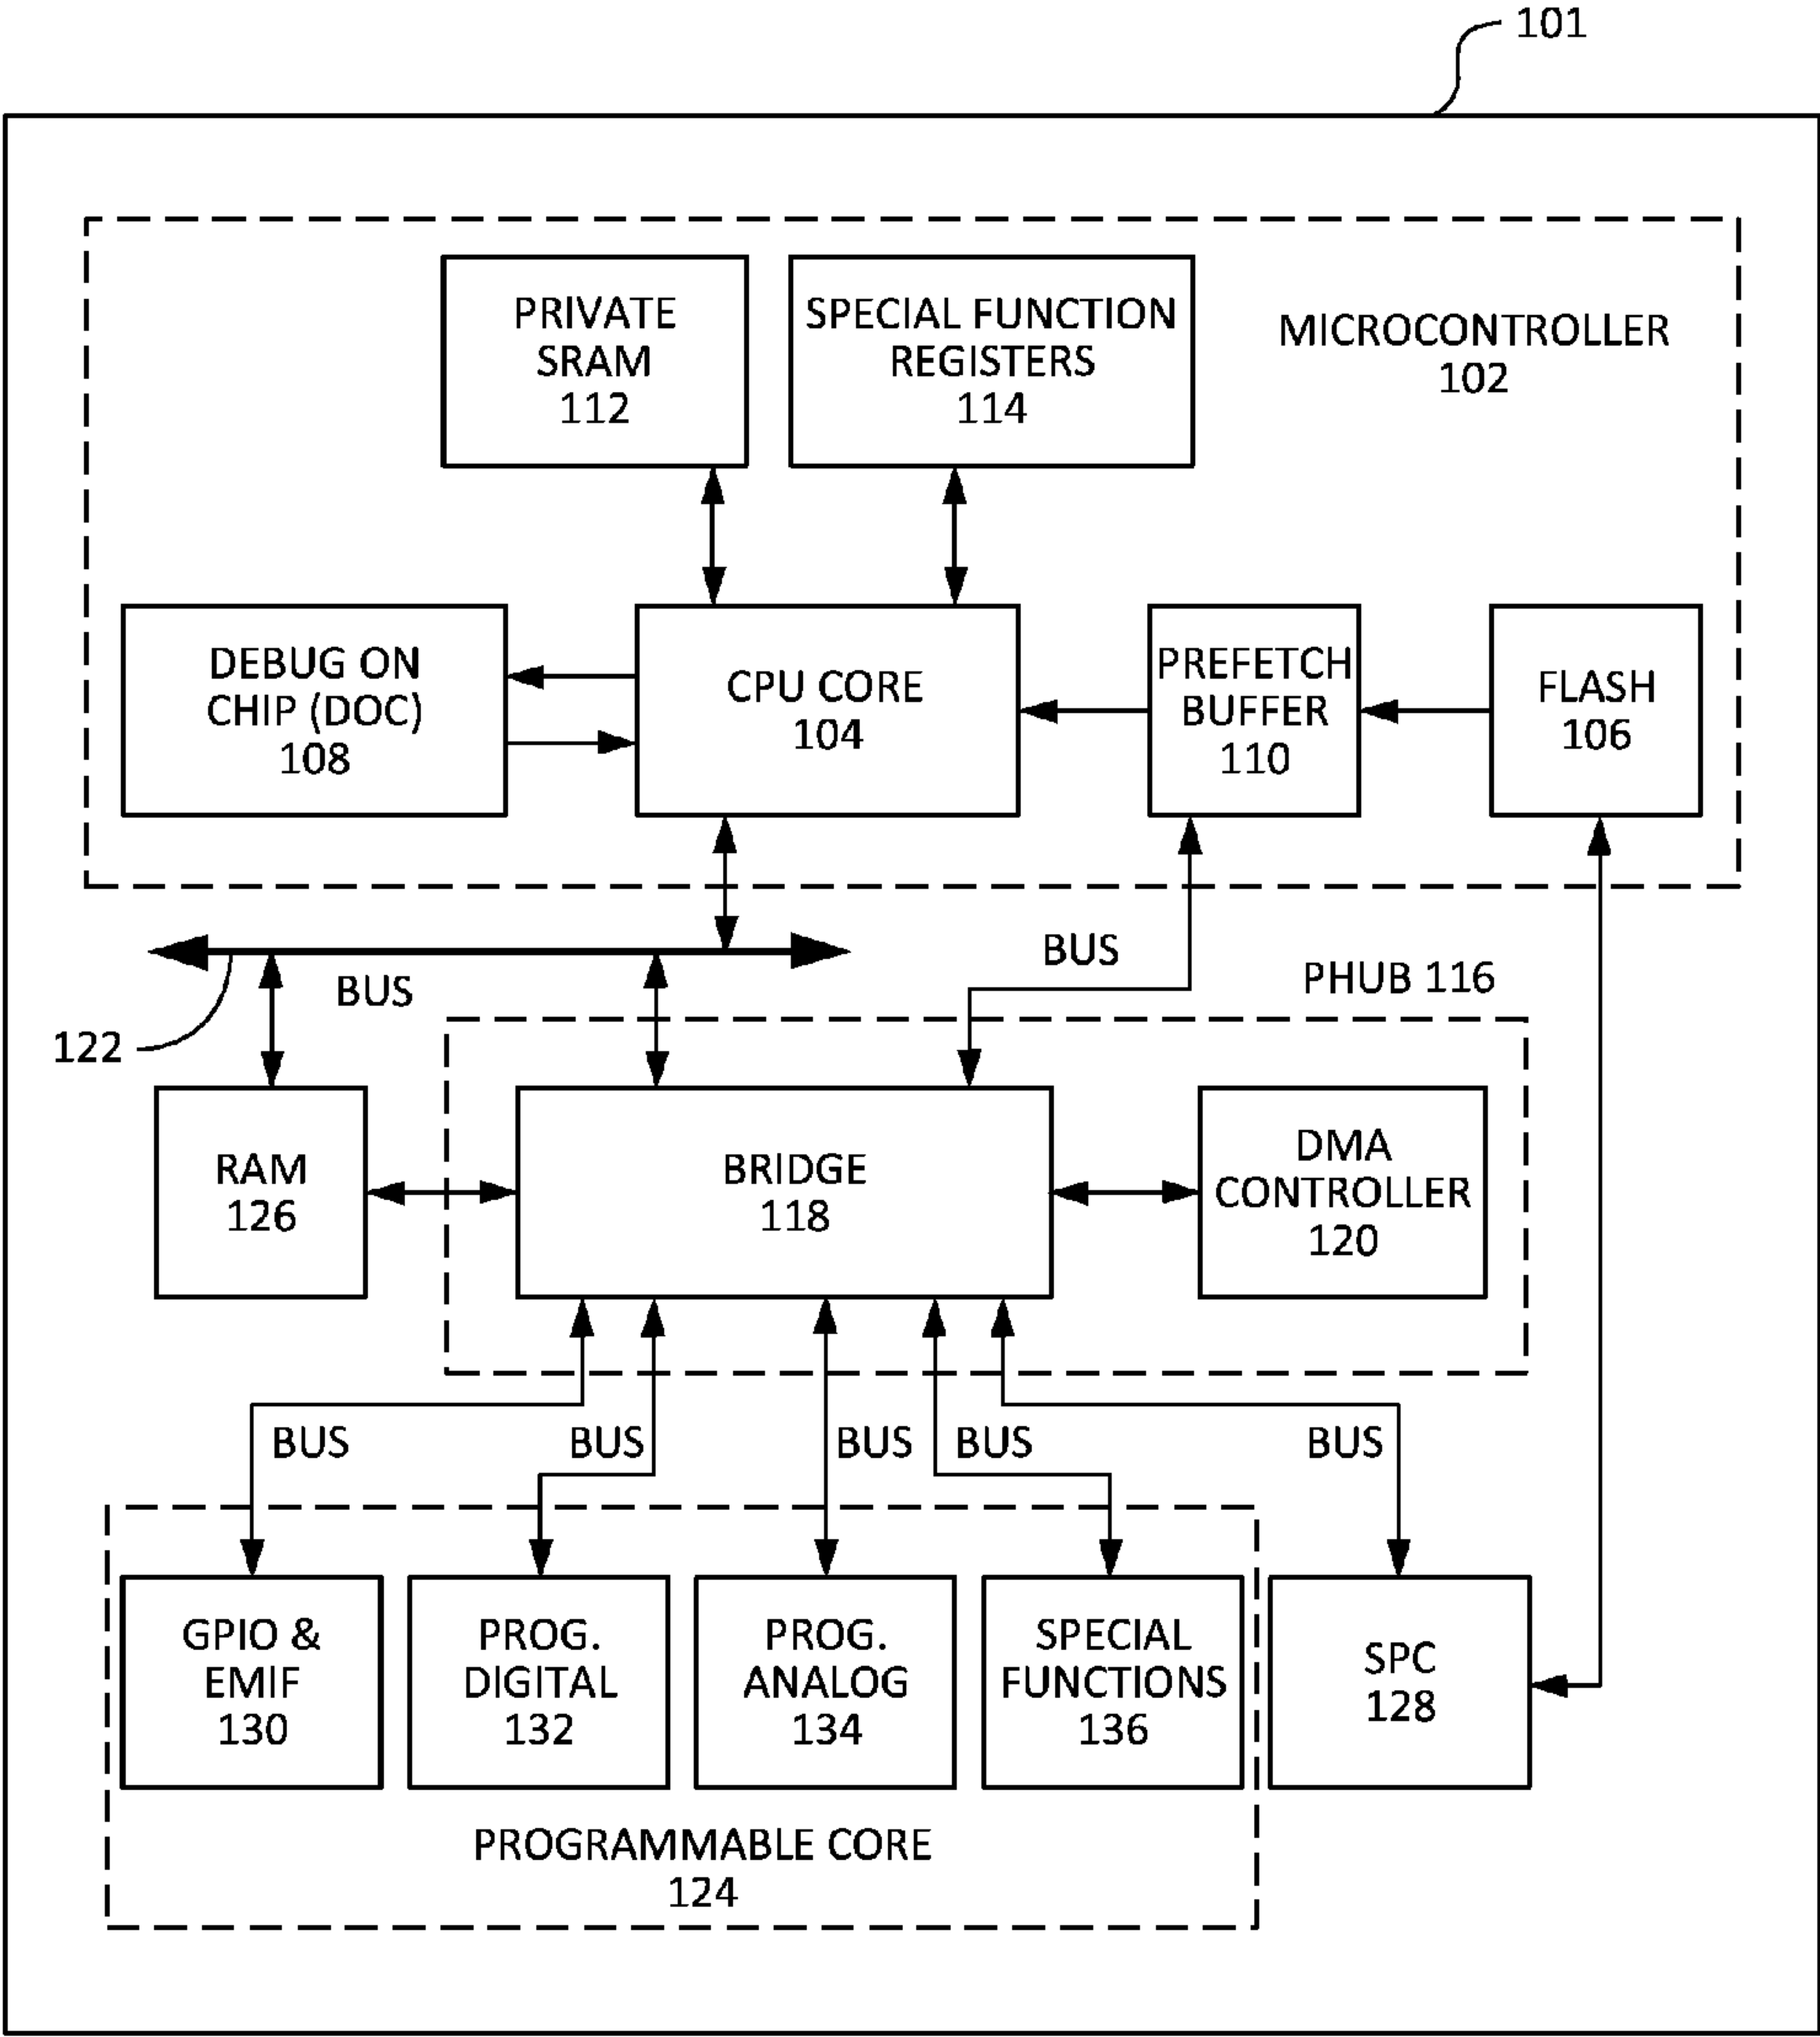 101
PRIVATE
SRAM
112
SPECIAL FUNCTION
REGISTERS
114
MICROCONTROLLER
102
DEBUG ON
CHIP (DOC)
108
CPU CORE
104
PREFETCH
BUFFER
110
FLASH
106
BUS
BUS
PHUB 116
122
RAM
126
BRIDGE
118
DMA
CONTROLLER
120
BUS
BUS
BUS
BUS
BUS
GPIO &
EMIF
130
PROG.
DIGITAL
132
PROG.
ANALOG
134
SPECIAL
FUNCTIONS
136
SPC
128
PROGRAMMABLE CORE
124